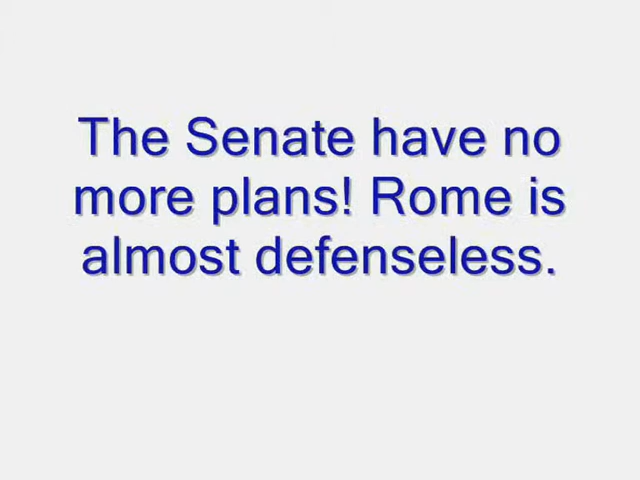 The Senate have no
more plans! Rome is
almost defenseless.